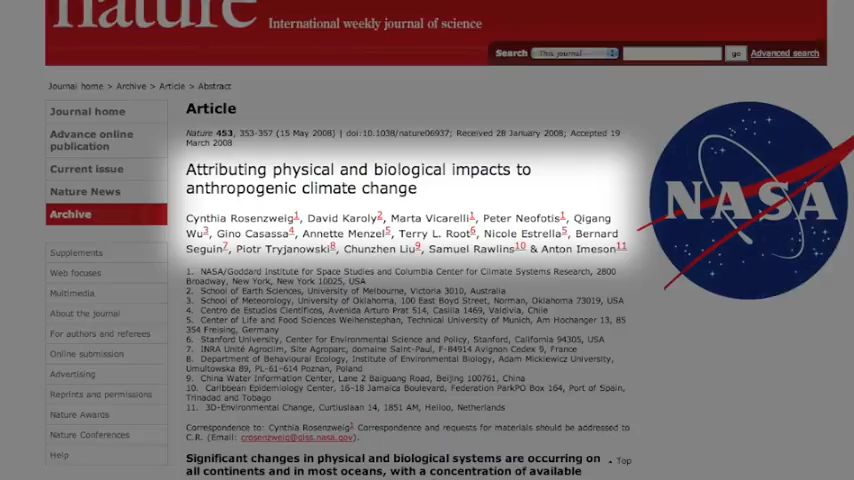 nature
International weekly journal of science
Search This journal go Advanced search
Journal home > Archive > Article > Abstract
Journal home
Advance online
publication
Current issue
Nature News
Archive
Supplements
Web focuses
Multimedia
About the journal
For authors and referees
Online submission
Advertising
Reprints and permissions
Nature Awards
Nature Conferences
Help
Article
Nature 453, 353-357 (15 May 2008) | doi:10.1038/nature06937; Received 28 January 2008; Accepted 19
March 2008
Attributing physical and biological impacts to
anthropogenic climate change
Cynthia Rosenzweig1, David Karoly2, Marta Vicarelli1, Peter Neofotis1, Qigang
Wu3, Gino Casassa4, Annette Menzel5, Terry L. Root6, Nicole Estrella5, Bernard
Seguin7, Piotr Tryjanowski8, Chunzhen Liu9, Samuel Rawlins10 & Anton Imeson11
1. NASA/Goddard Institute for Space Studies and Columbia Center for Climate Systems Research, 2800
Broadway, New York, New York 10025, USA
2. School of Earth Sciences, University of Melbourne, Victoria 3010, Australia
3. School of Meteorology, University of Oklahoma, 100 East Boyd Street, Norman, Oklahoma 73019, USA
4. Centro de Estudios Científicos, Avenida Arturo Prat 514, Casilla 1469, Valdivia, Chile
5. Center of Life and Food Sciences Weihenstephan, Technical University of Munich, Am Hochanger 13, 85
354 Freising, Germany
6. Stanford University, Center for Environmental Science and Policy, Stanford, California 94305, USA
7. INRA Unité Agroclim, Site Agroparc, domaine Saint-Paul, F-84914 Avignon Cedex 9, France
8. Department of Behavioural Ecology, Institute of Environmental Biology, Adam Mickiewicz University,
Umultowska 89, PL-61-614 Poznan, Poland
9. China Water Information Center, Lane 2 Baiguang Road, Beijing 100761, China
10. Caribbean Epidemiology Center, 16–18 Jamaica Boulevard, Federation ParkPO Box 164, Port of Spain,
Trinadad and Tobago
11. 3D-Environmental Change, Curtiuslaan 14, 1851 AM, Heiloo, Netherlands
Correspondence to: Cynthia Rosenzweig1 Correspondence and requests for materials should be addressed to
C.R. (Email: crosenzweig@giss.nasa.gov).
Significant changes in physical and biological systems are occurring on
all continents and in most oceans, with a concentration of available
Top
NASA